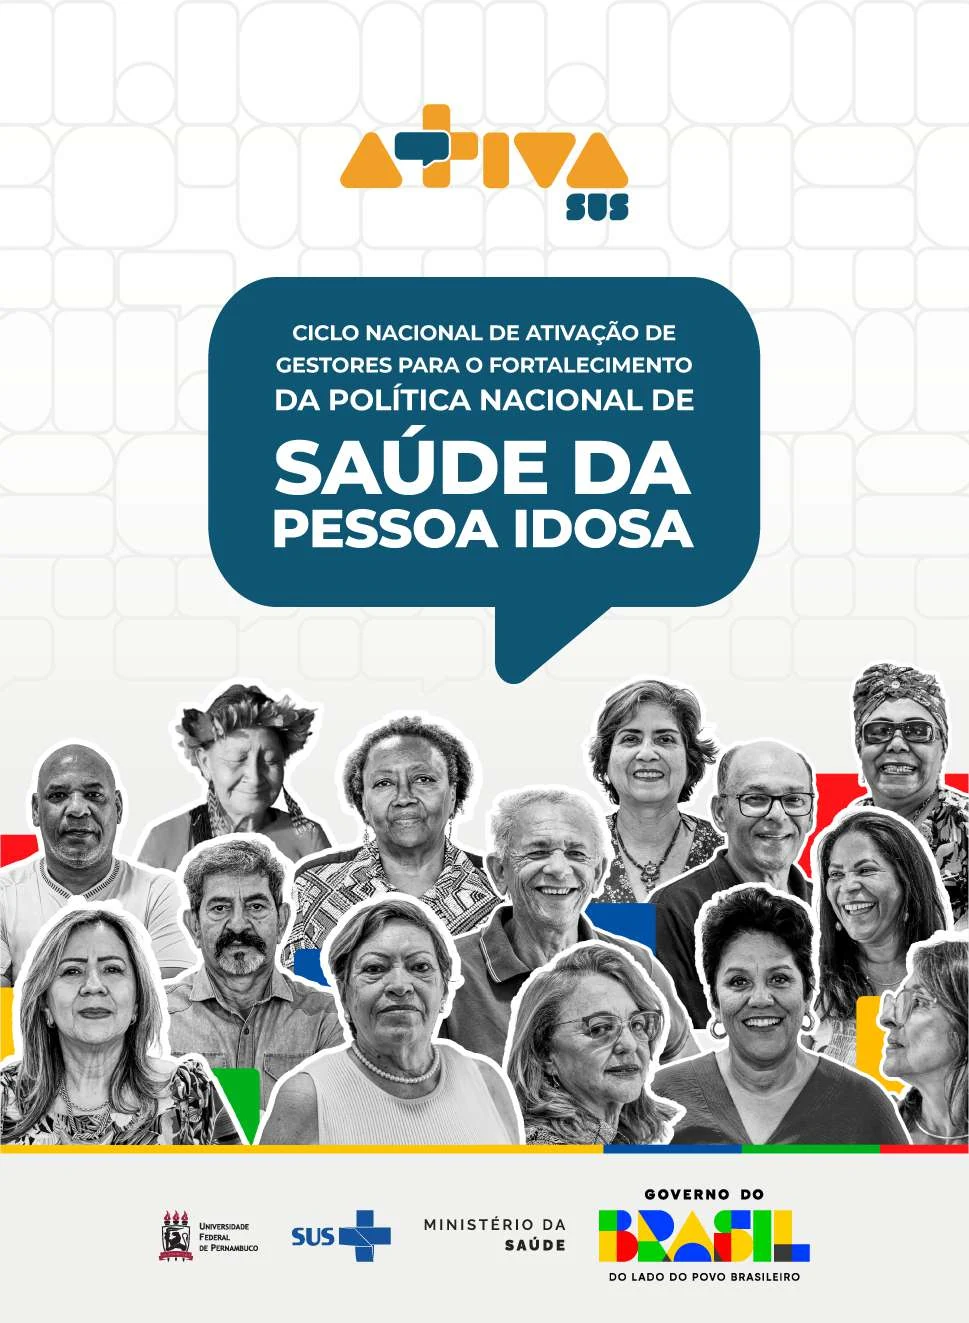 ATIVA
SUS
CICLO NACIONAL DE ATIVAÇÃO DE
GESTORES PARA O FORTALECIMENTO
DA POLÍTICA NACIONAL DE
SAÚDE DA
PESSOA IDOSA
UNIVERSIDADE
FEDERAL
DE PERNAMBUCO
SUS
MINISTÉRIO DA
SAÚDE
GOVERNO DO
BRASIL
DO LADO DO POVO BRASILEIRO